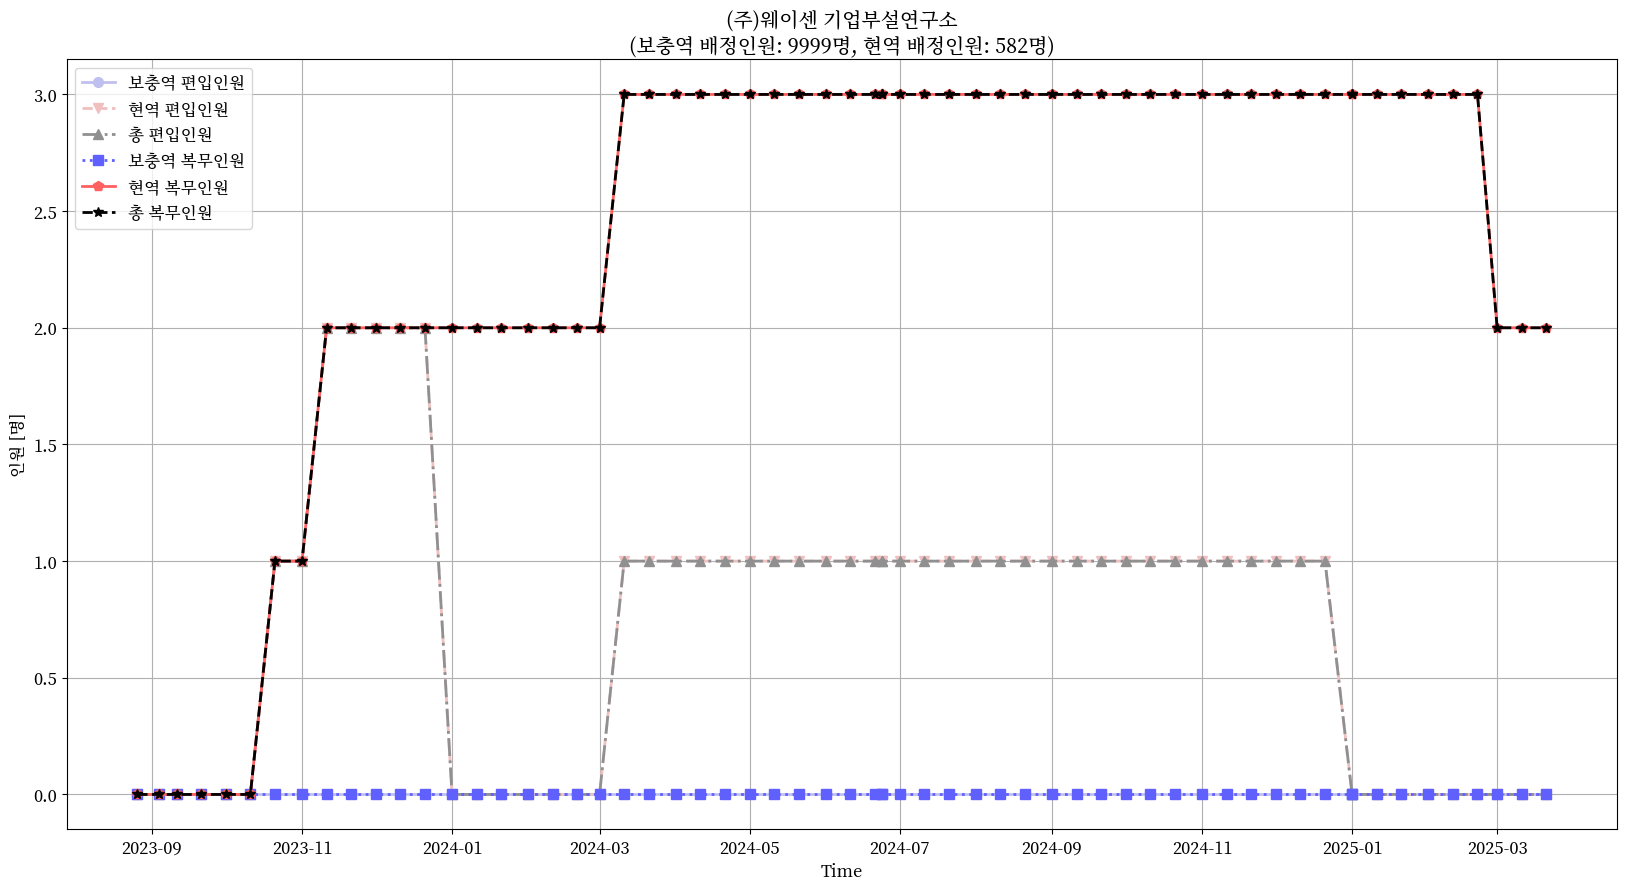 (주)웨이센 기업부설연구소
(보충역 배정인원: 9999명, 현역 배정인원: 582명)
보충역 편입인원
현역 편입인원
총 편입인원
보충역 복무인원
현역 복무인원
총 복무인원
인원 [명]
3.0
2.5
2.0
1.5
1.0
0.5
0.0
2023-09 2023-11 2024-01 2024-03 2024-05 2024-07 2024-09 2024-11 2025-01 2025-03
Time